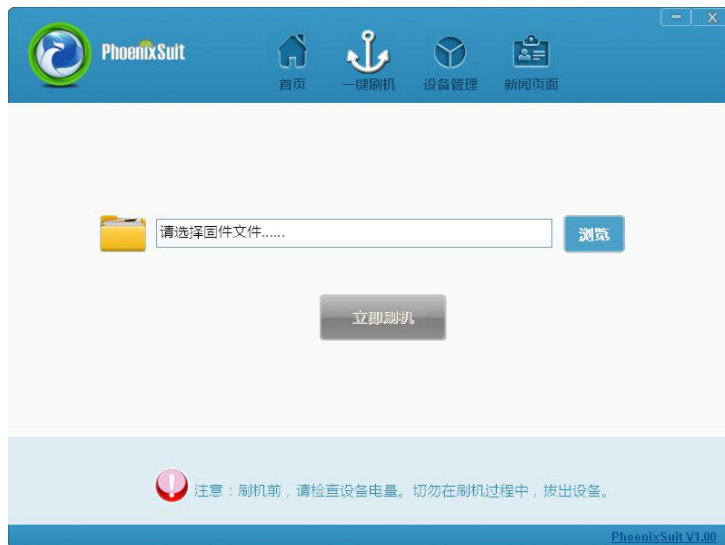 PhoenixSuit
首页
一键刷机
设备管理
新闻页面
请选择固件文件......
浏览
立即刷机
注意：刷机前，请检查设备电量。切勿在刷机过程中，拔出设备。
PhoenixSuit V1.00